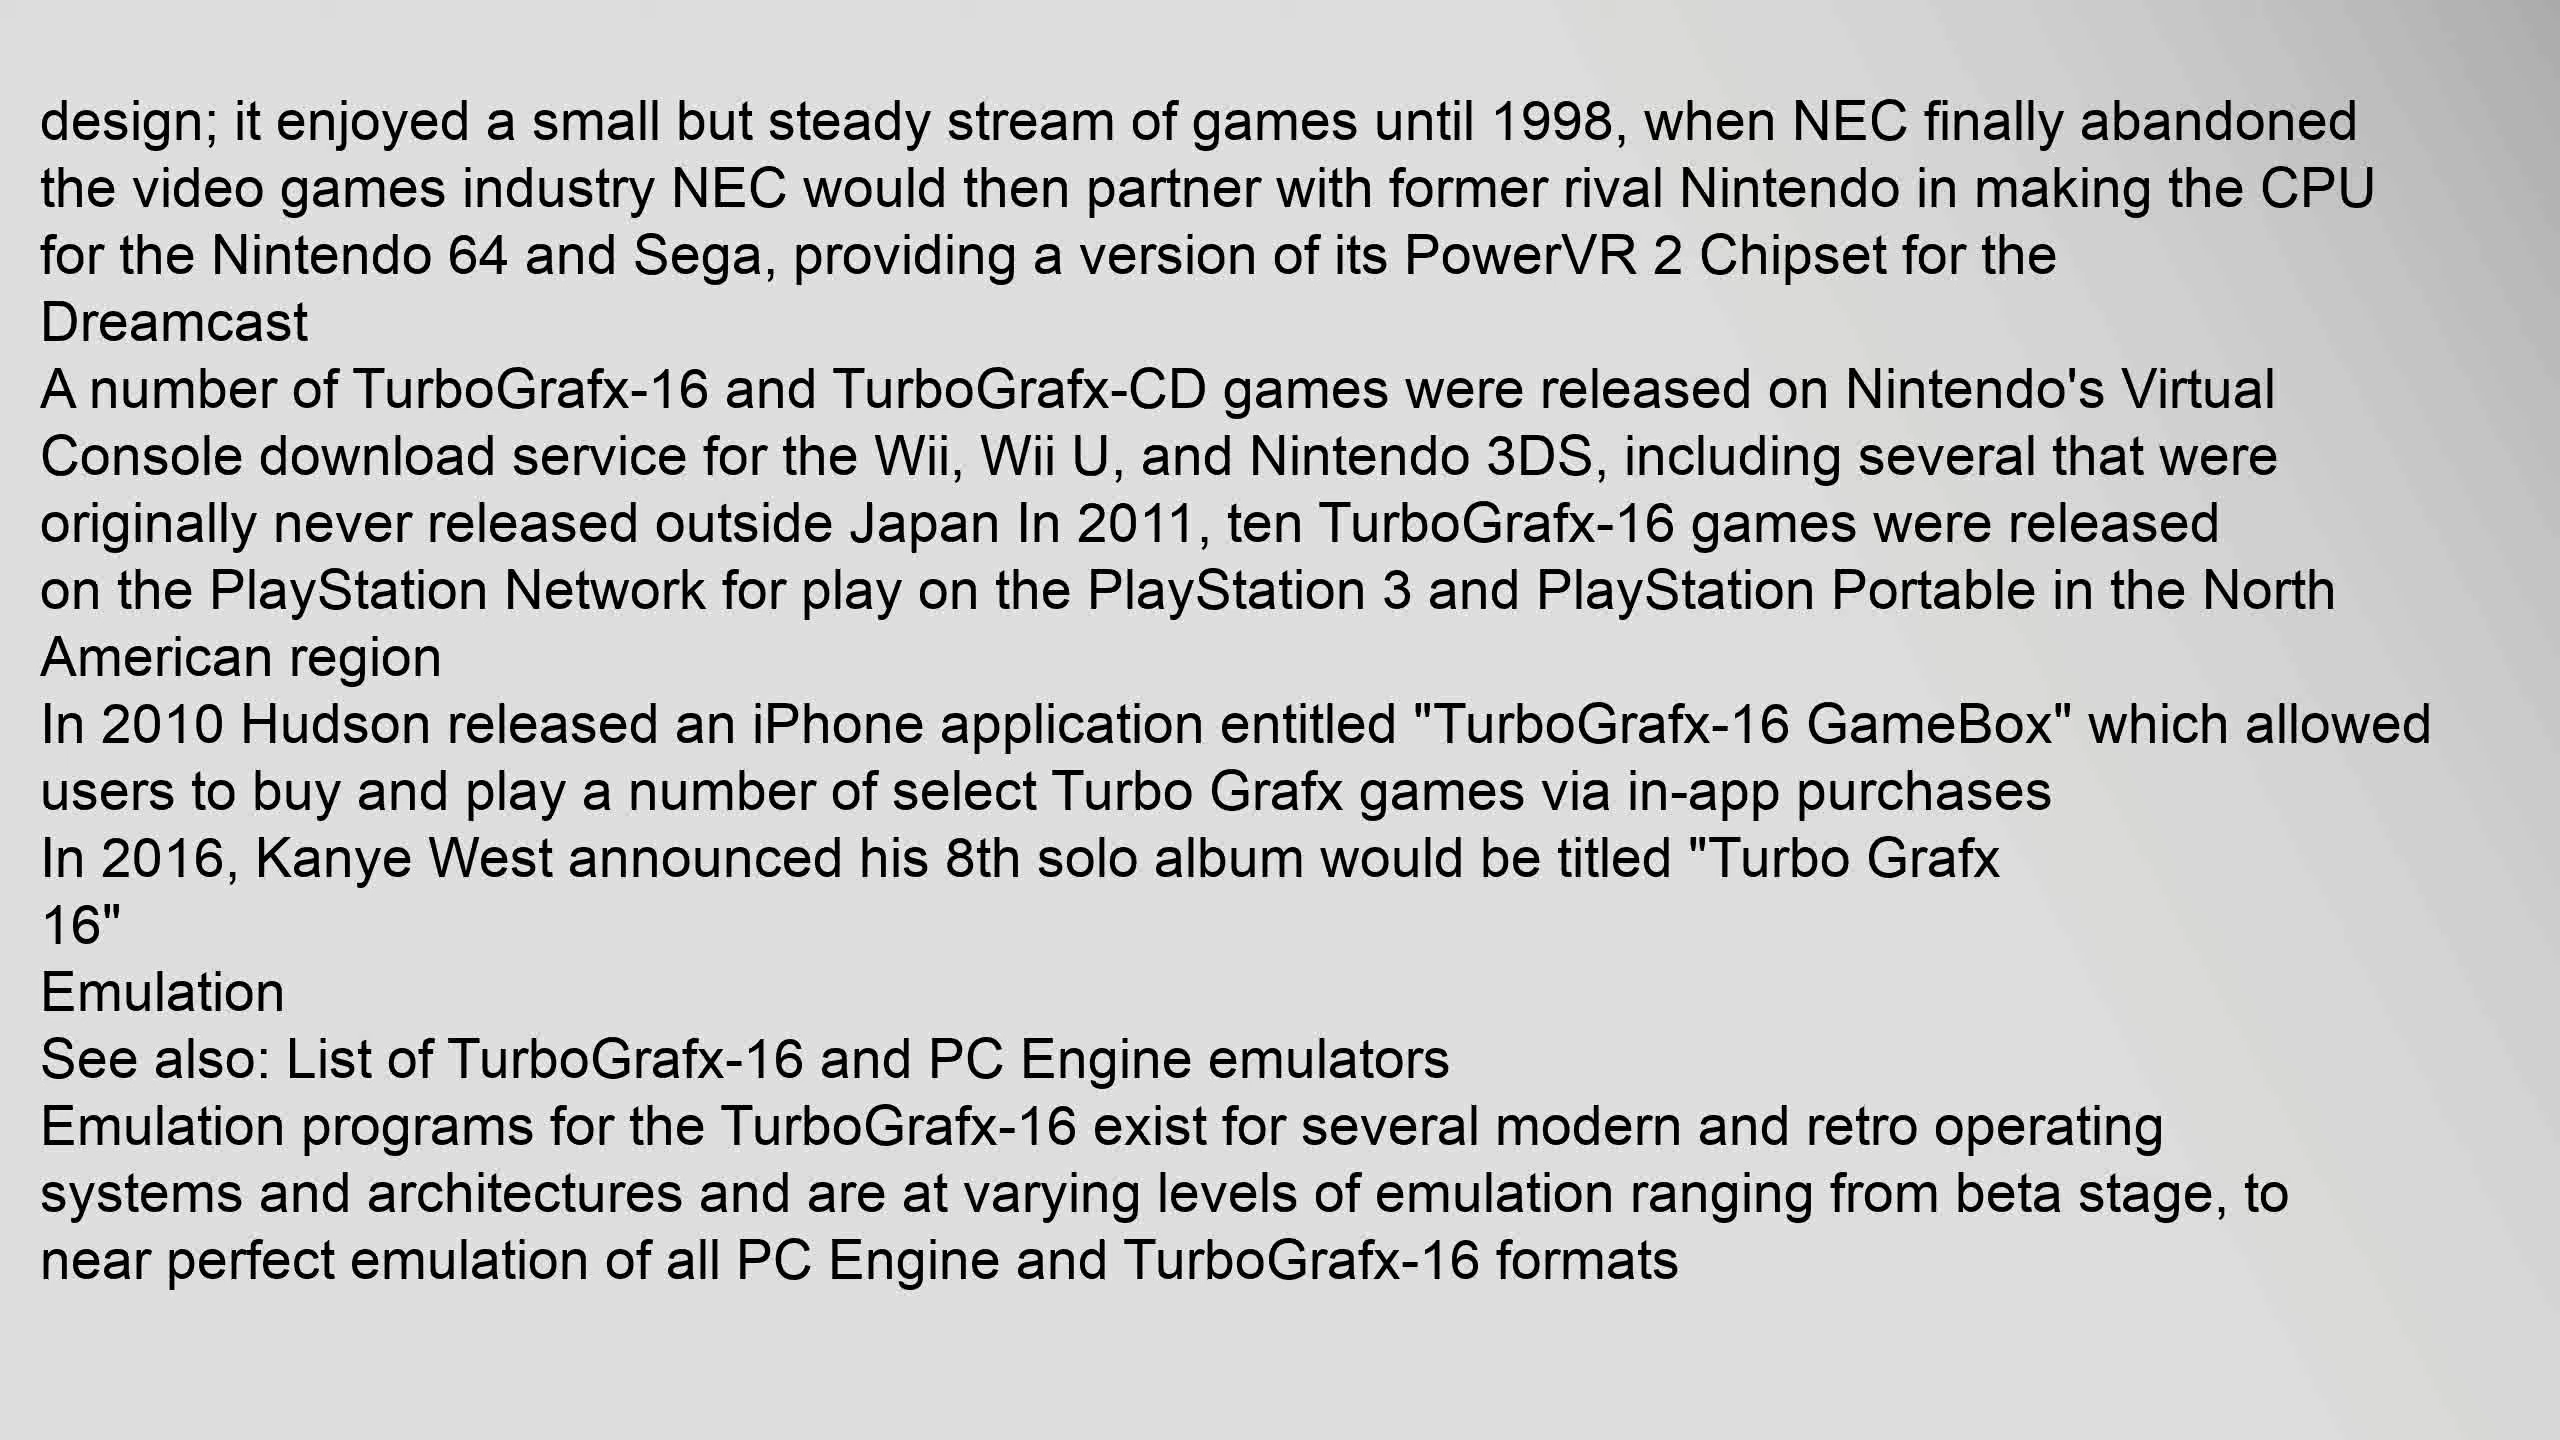 design; it enjoyed a small but steady stream of games until 1998, when NEC finally abandoned
the video games industry NEC would then partner with former rival Nintendo in making the CPU
for the Nintendo 64 and Sega, providing a version of its PowerVR 2 Chipset for the
Dreamcast
A number of TurboGrafx-16 and TurboGrafx-CD games were released on Nintendo's Virtual
Console download service for the Wii, Wii U, and Nintendo 3DS, including several that were
originally never released outside Japan In 2011, ten TurboGrafx-16 games were released
on the PlayStation Network for play on the PlayStation 3 and PlayStation Portable in the North
American region
In 2010 Hudson released an iPhone application entitled "TurboGrafx-16 GameBox" which allowed
users to buy and play a number of select Turbo Grafx games via in-app purchases
In 2016, Kanye West announced his 8th solo album would be titled "Turbo Grafx
16"
Emulation
See also: List of TurboGrafx-16 and PC Engine emulators
Emulation programs for the TurboGrafx-16 exist for several modern and retro operating
systems and architectures and are at varying levels of emulation ranging from beta stage, to
near perfect emulation of all PC Engine and TurboGrafx-16 formats